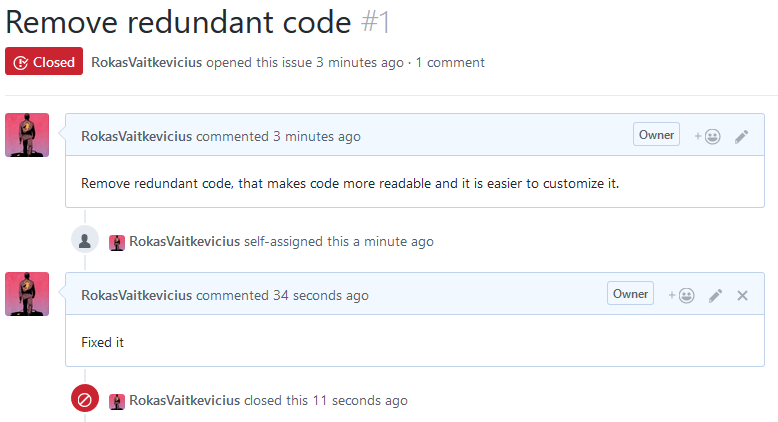 Remove redundant code #1
Closed RokasVaitkevicius opened this issue 3 minutes ago · 1 comment
RokasVaitkevicius commented 3 minutes ago Owner +
Remove redundant code, that makes code more readable and it is easier to customize it.
RokasVaitkevicius self-assigned this a minute ago
RokasVaitkevicius commented 34 seconds ago Owner +
Fixed it
RokasVaitkevicius closed this 11 seconds ago